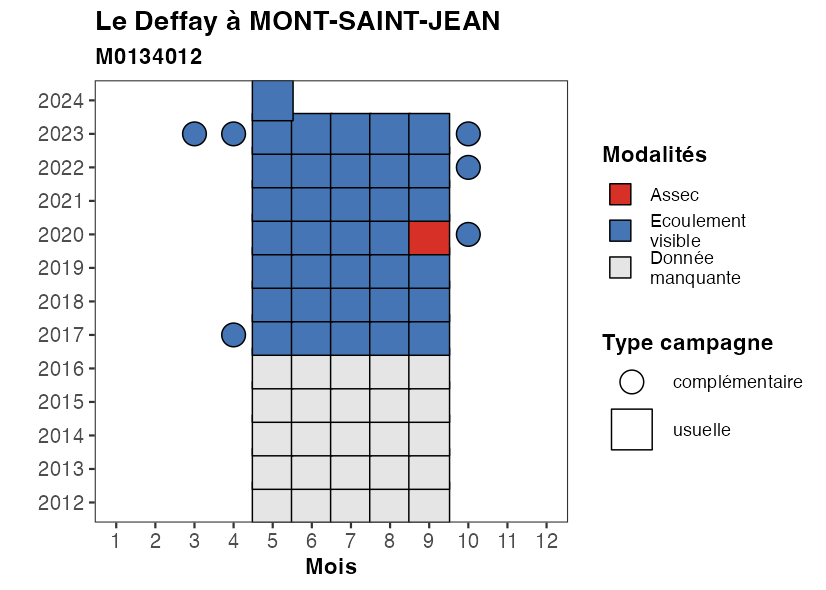 Le Deffay à MONT-SAINT-JEAN
M0134012
2024
2023
2022
2021
2020
2019
2018
2017
2016
2015
2014
2013
2012
1 2 3 4 5 6 7 8 9 10 11 12
Mois
Modalités
Assec
Ecoulement
visible
Donnée
manquante
Type campagne
complémentaire
usuelle